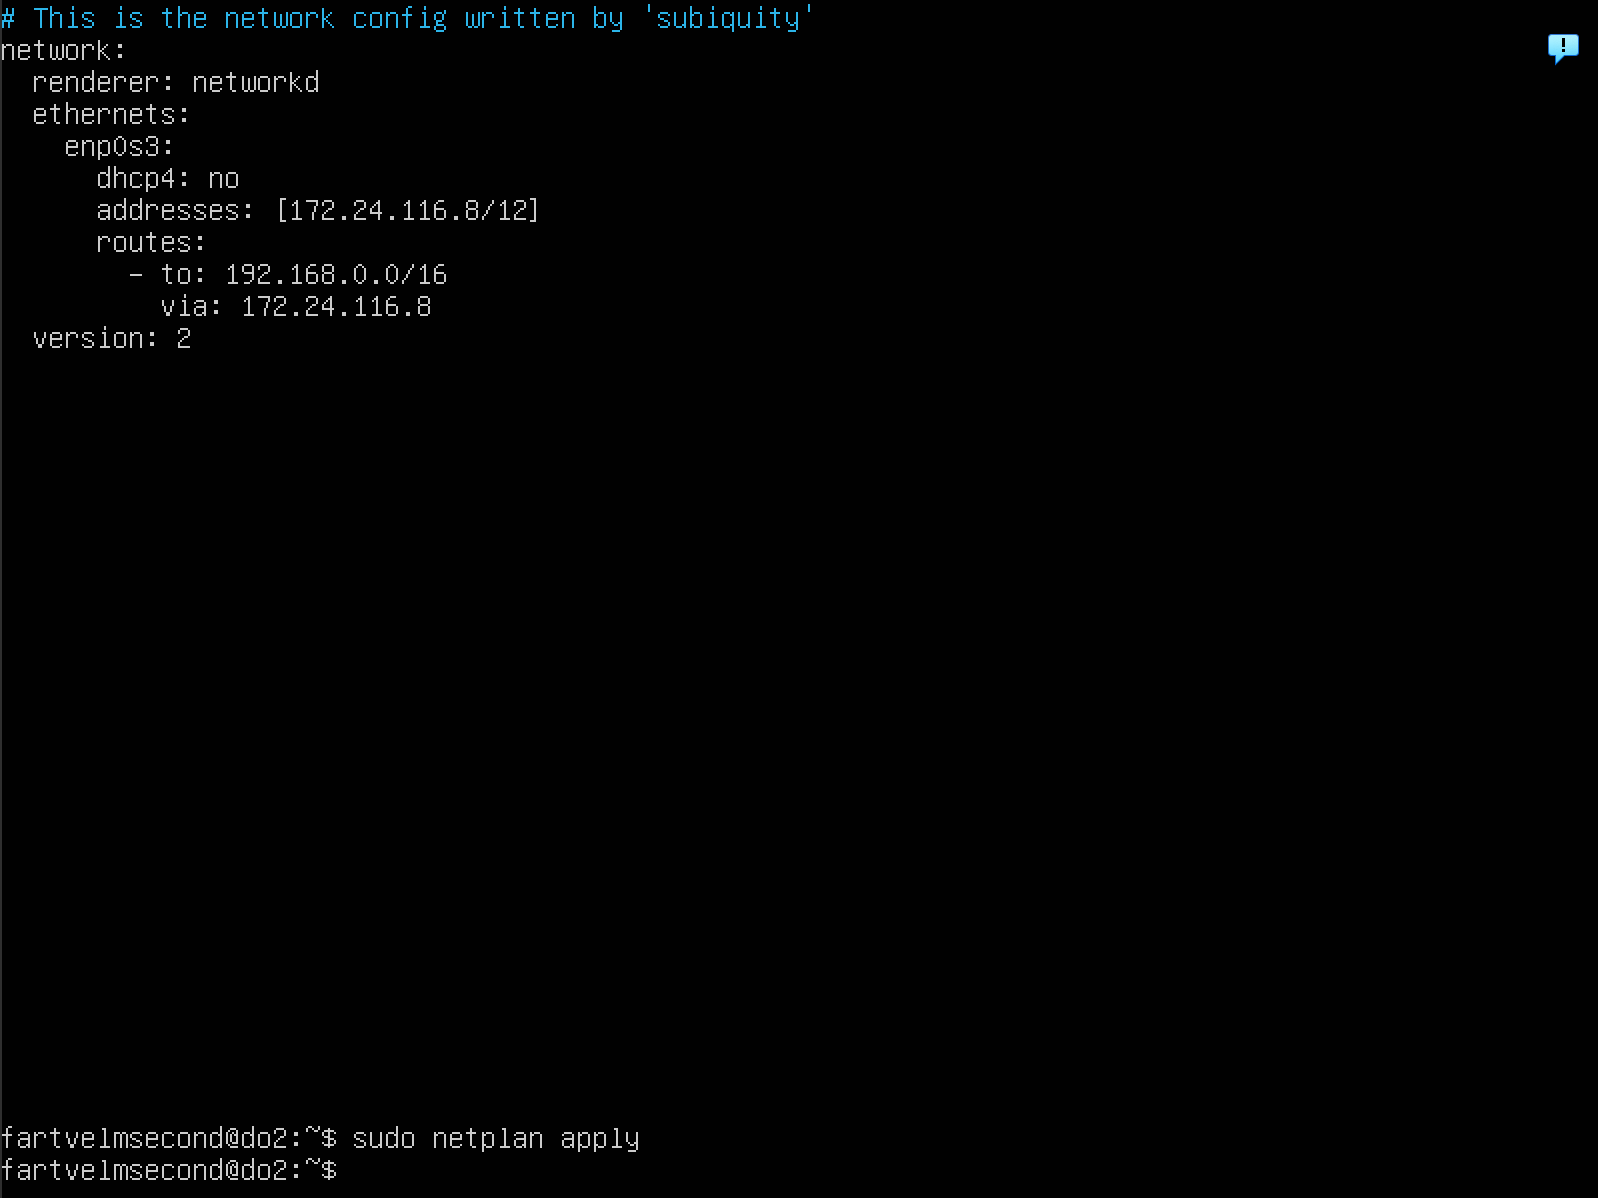 # This is the network config written by 'subiquity'
network:
  renderer: networkd
  ethernets:
    enp0s3:
      dhcp4: no
      addresses: [172.24.116.8/12]
      routes:
        - to: 192.168.0.0/16
          via: 172.24.116.8
  version: 2
fartvelmsecond@do2:~$ sudo netplan apply
fartvelmsecond@do2:~$